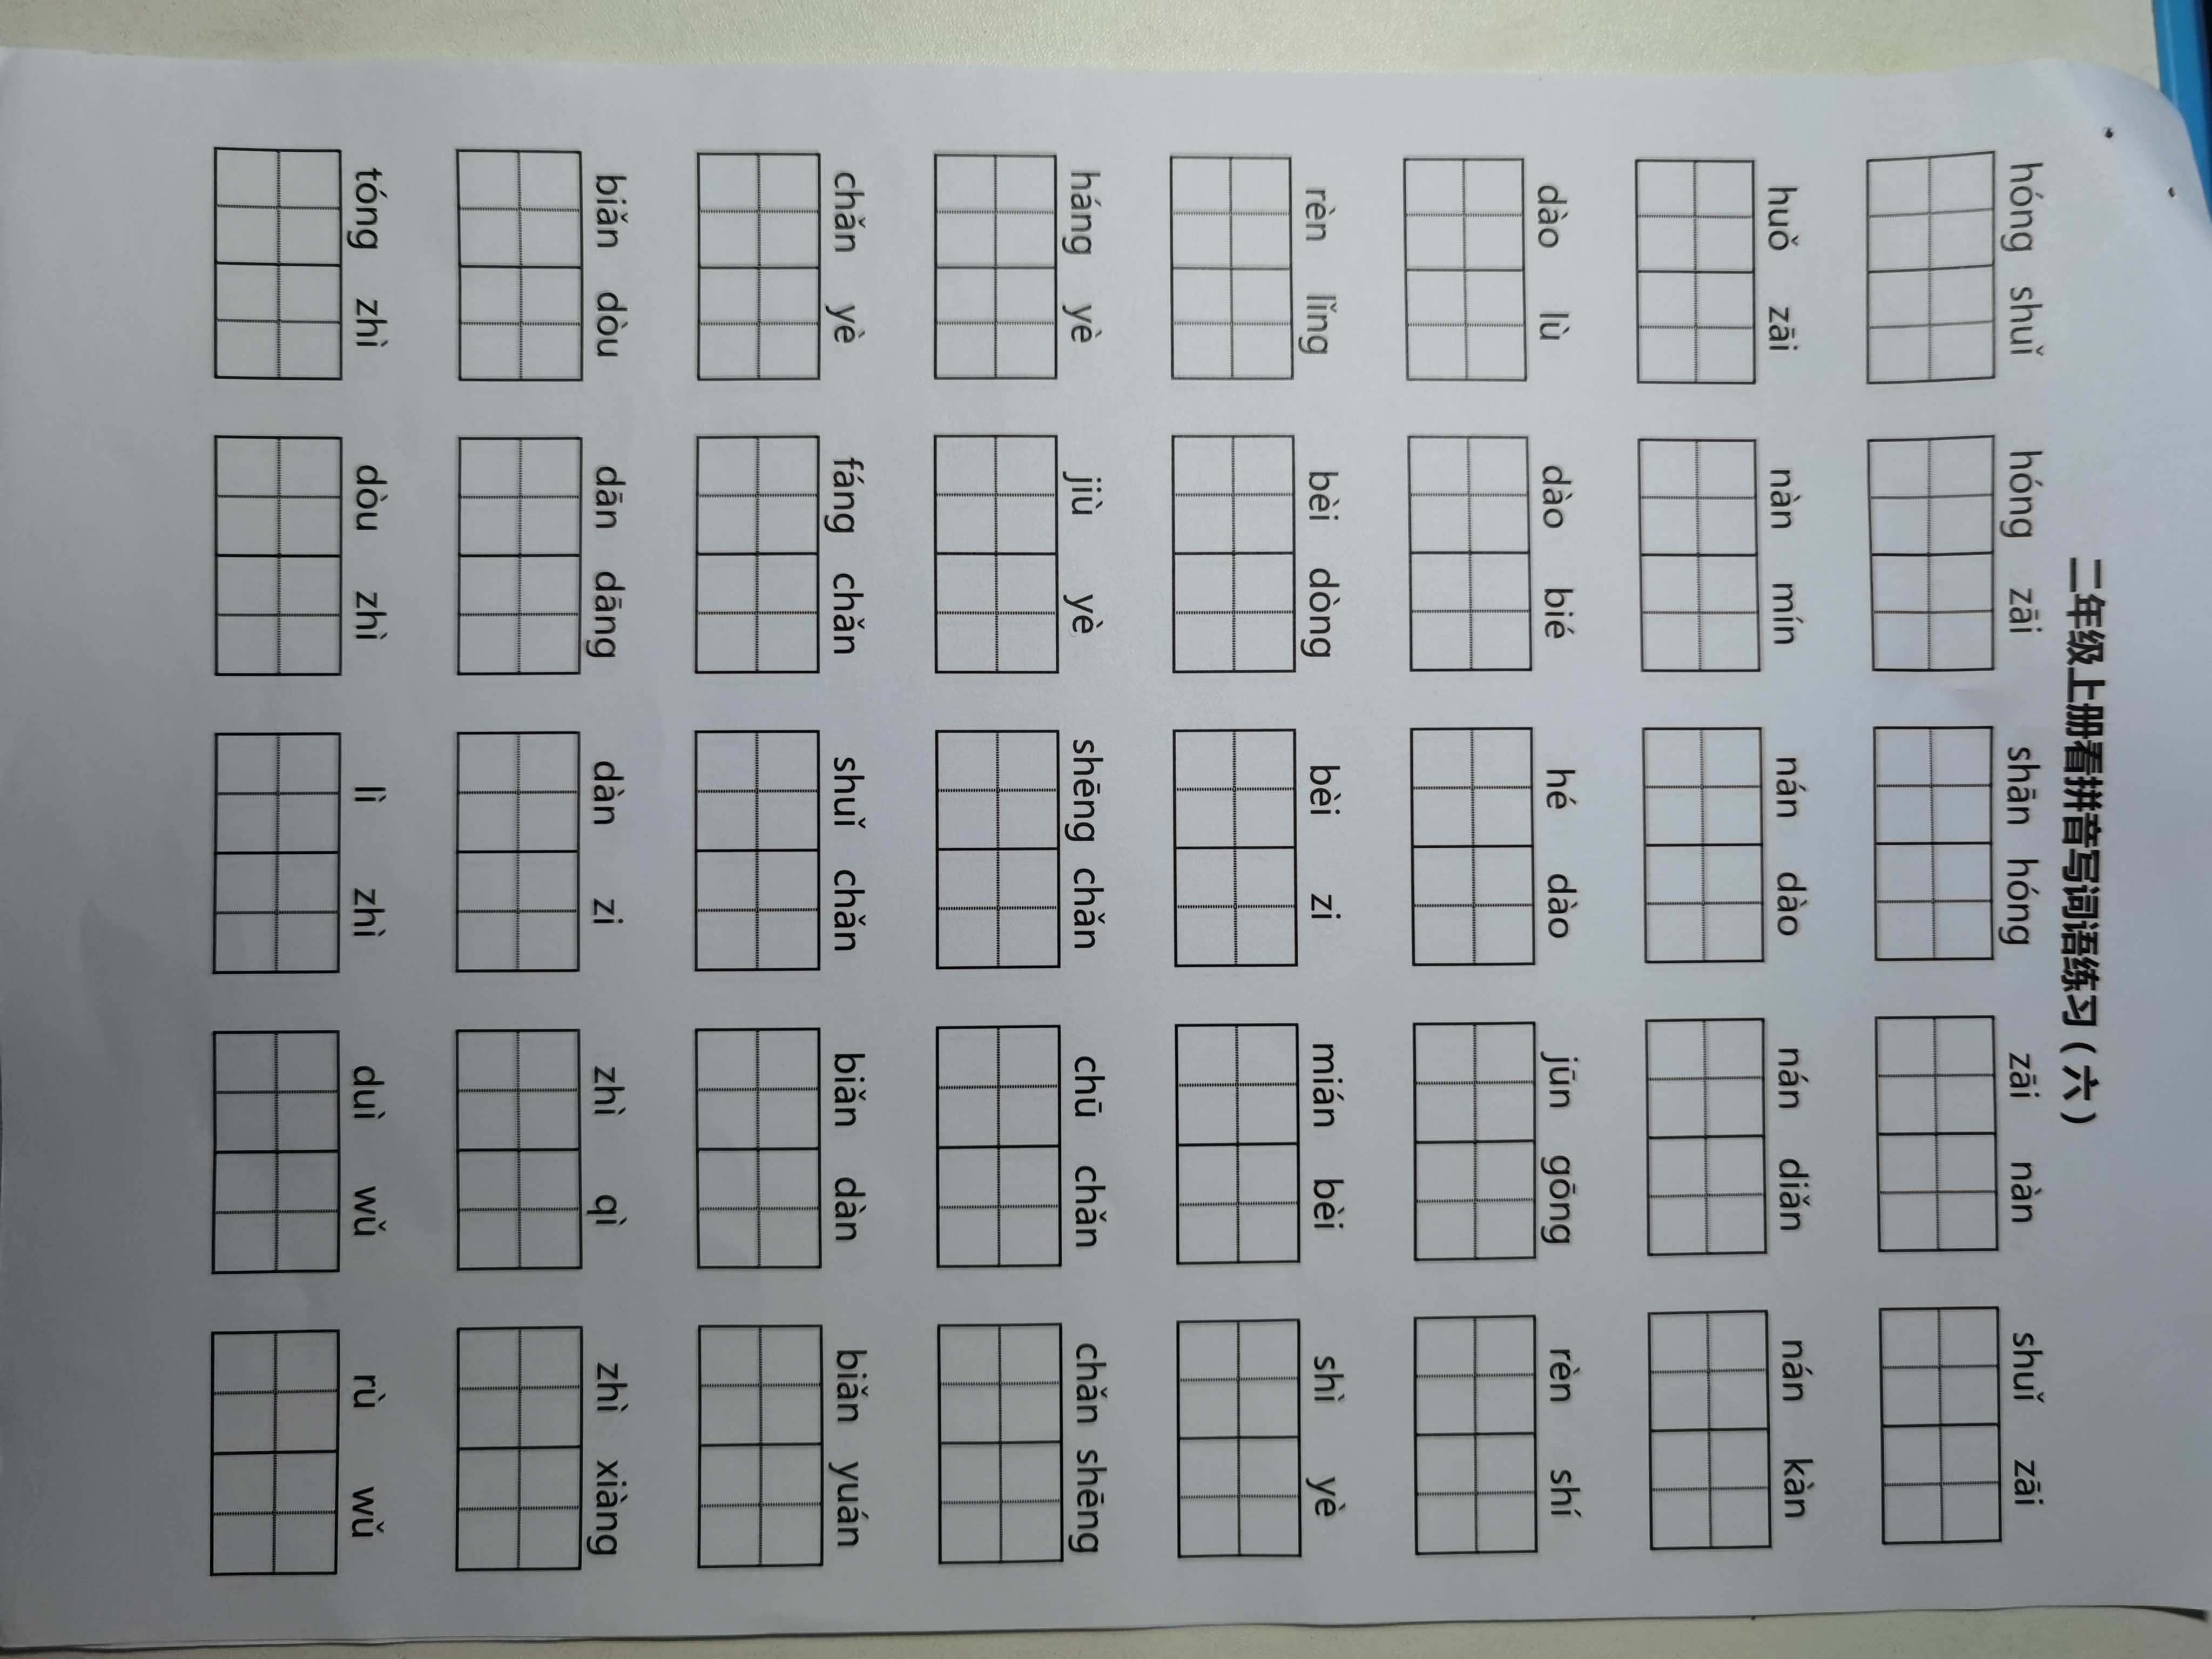 二年级上册看拼音写词语练习（六）
hóng shuǐ hóng zāi shān hóng zāi nàn shuǐ zāi
huǒ zāi nàn mín nán dào nán diǎn nán kàn
dào lù dào bié hé dào jūn gōng rèn shí
rèn lǐng bèi dòng bèi zi mián bèi shì yè
háng yè jiù yè shēng chǎn chū chǎn chǎn shēng
chǎn yè fáng chǎn shuǐ chǎn biǎn dàn biǎn yuán
biǎn dòu dān dāng dàn zi zhì qì zhì xiàng
tóng zhì dòu zhì lì zhì duì wǔ rù wǔ